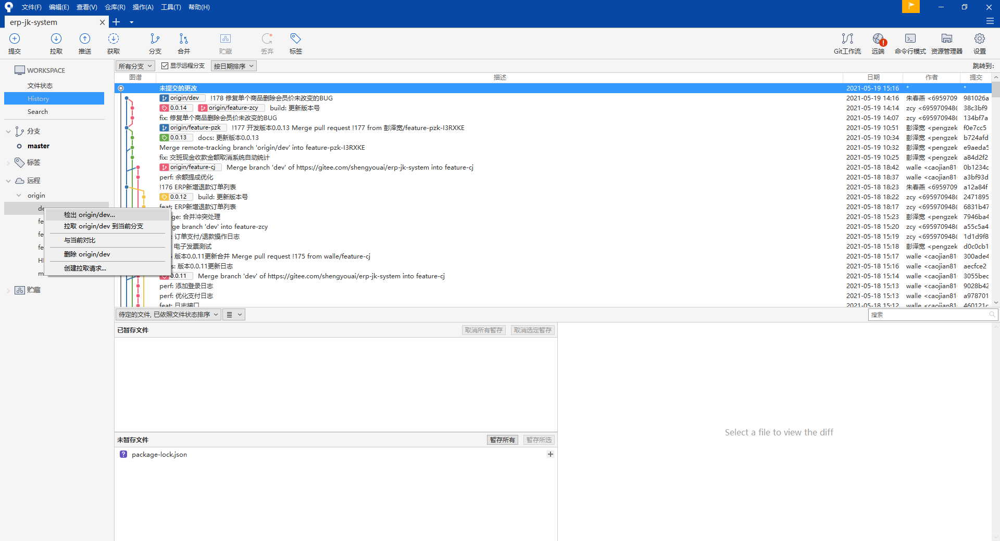 文件(F) 编辑(E) 查看(V) 仓库(R) 操作(A) 工具(T) 帮助(H)
erp-jk-system
提交 拉取 推送 获取 分支 合并 贮藏 丢弃 标签 Git工作流 远端 命令行模式 资源管理器 设置
WORKSPACE
文件状态
History
Search
分支
master
标签
远程
origin
de
fe
fe
fe
H
m
贮藏
检出 origin/dev...
拉取 origin/dev 到当前分支
与当前对比
删除 origin/dev
创建拉取请求...
所有分支 显示远程分支 按日期排序 跳转到:
图谱 描述 日期 作者 提交
未提交的更改 2021-05-19 15:16 * *
origin/dev !178 修复单个商品删除会员价未改变的BUG 2021-05-19 14:16 朱春燕 <6959709 981026a
0.0.14 origin/feature-zcy build: 更新版本号 2021-05-19 14:14 zcy <695970948@ 38c3bf9
fix: 修复单个商品删除会员价未改变的BUG 2021-05-19 14:07 zcy <695970948@ 134bf7a
origin/feature-pzk !177 开发版本0.0.13 Merge pull request !177 from 彭泽宽/feature-pzk-I3RXKE 2021-05-19 10:51 彭泽宽 <pengzek f0e7cc5
0.0.13 docs: 更新版本0.0.13 2021-05-19 10:34 彭泽宽 <pengzek b724afd
Merge remote-tracking branch 'origin/dev' into feature-pzk-I3RXKE 2021-05-19 10:32 彭泽宽 <pengzek e9aeda5
fix: 交班现金收款金额取消系统自动统计 2021-05-19 10:25 彭泽宽 <pengzek a84d2f2
origin/feature-cj Merge branch 'dev' of https://gitee.com/shengyouai/erp-jk-system into feature-cj 2021-05-18 18:42 walle <caojian81 0b1234c
perf: 余额提成优化 2021-05-18 18:37 walle <caojian81 a3bf93d
!176 ERP新增退款订单列表 2021-05-18 18:23 朱春燕 <6959709 a12a84f
0.0.12 build: 更新版本号 2021-05-18 18:22 zcy <695970948@ 2471895
feat: ERP新增退款订单列表 2021-05-18 18:17 zcy <695970948@ 6831b47
ge: 合并冲突处理 2021-05-18 15:23 彭泽宽 <pengzek 7946ba4
ge branch 'dev' into feature-zcy 2021-05-18 15:20 zcy <695970948@ a55c5a4
: 订单支付/退款操作日志 2021-05-18 15:19 zcy <695970948@ 1d1d9f8
电子发票测试 2021-05-18 15:18 彭泽宽 <pengzek d0c0cb1
版本0.0.11更新合并 Merge pull request !175 from walle/feature-cj 2021-05-18 15:17 walle <caojian81 300ade4
s: 版本0.0.11更新日志 2021-05-18 15:16 walle <caojian81 aecfce2
0.0.11 Merge branch 'dev' of https://gitee.com/shengyouai/erp-jk-system into feature-cj 2021-05-18 15:14 walle <caojian81 3055bec
perf: 添加登录日志 2021-05-18 15:13 walle <caojian81 9028b42
perf: 优化支付日志 2021-05-18 15:13 walle <caojian81 a978701
feat: 日志接口 2021-05-18 15:12 walle <caojian81 460121c
待定的文件, 已依照文件状态排序 搜索
已暂存文件 取消所有暂存 取消选定暂存
Select a file to view the diff
未暂存文件 暂存所有 暂存所选
package-lock.json